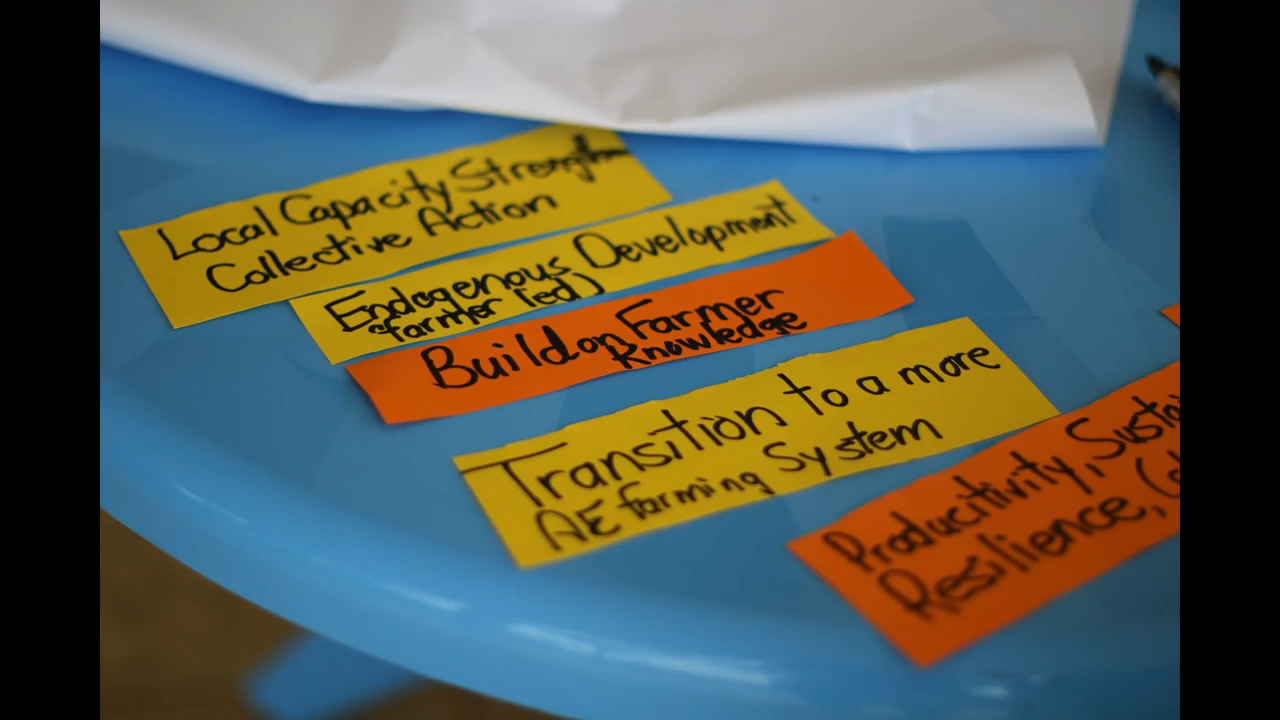 Local Capacity Strength
Collective Action
Endogenous Development
(farmer led)
Build on Farmer
Knowledge
Transition to a more
AE farming System
Productivity,
Resilience,